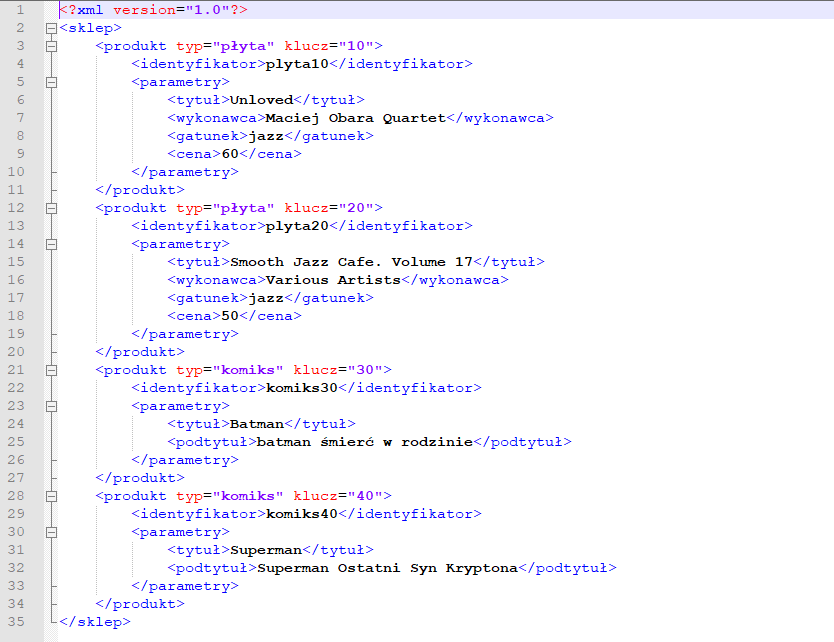 1 <?xml version="1.0"?>
2 <sklep>
3 <produkt typ="płyta" klucz="10">
4 <identyfikator>plyta10</identyfikator>
5 <parametry>
6 <tytuł>Unloved</tytuł>
7 <wykonawca>Maciej Obara Quartet</wykonawca>
8 <gatunek>jazz</gatunek>
9 <cena>60</cena>
10 </parametry>
11 </produkt>
12 <produkt typ="płyta" klucz="20">
13 <identyfikator>plyta20</identyfikator>
14 <parametry>
15 <tytuł>Smooth Jazz Cafe. Volume 17</tytuł>
16 <wykonawca>Various Artists</wykonawca>
17 <gatunek>jazz</gatunek>
18 <cena>50</cena>
19 </parametry>
20 </produkt>
21 <produkt typ="komiks" klucz="30">
22 <identyfikator>komiks30</identyfikator>
23 <parametry>
24 <tytuł>Batman</tytuł>
25 <podtytuł>batman śmierć w rodzinie</podtytuł>
26 </parametry>
27 </produkt>
28 <produkt typ="komiks" klucz="40">
29 <identyfikator>komiks40</identyfikator>
30 <parametry>
31 <tytuł>Superman</tytuł>
32 <podtytuł>Superman Ostatni Syn Kryptona</podtytuł>
33 </parametry>
34 </produkt>
35 </sklep>